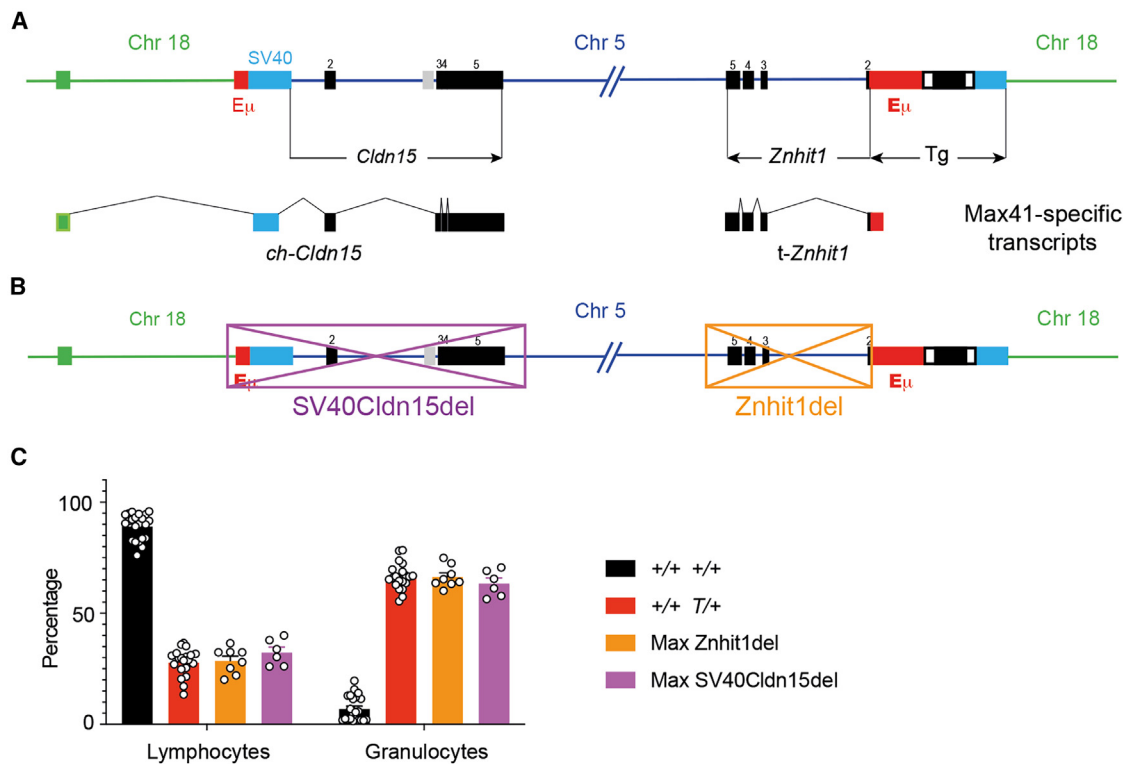 A
Chr 18
Chr 5
Chr 18
SV40
2
34
5
5 4 3
2
Eµ
Eµ
Cldn15
Znhit1
Tg
ch-Cldn15
t-Znhit1
Max41-specific
transcripts
B
Chr 18
Chr 5
Chr 18
2
34
5
5 4 3
2
Eµ
Eµ
SV40Cldn15del
Znhit1del
C
Percentage
100
50
0
Lymphocytes
Granulocytes
+/+ +/+
+/+ T/+
Max Znhit1del
Max SV40Cldn15del